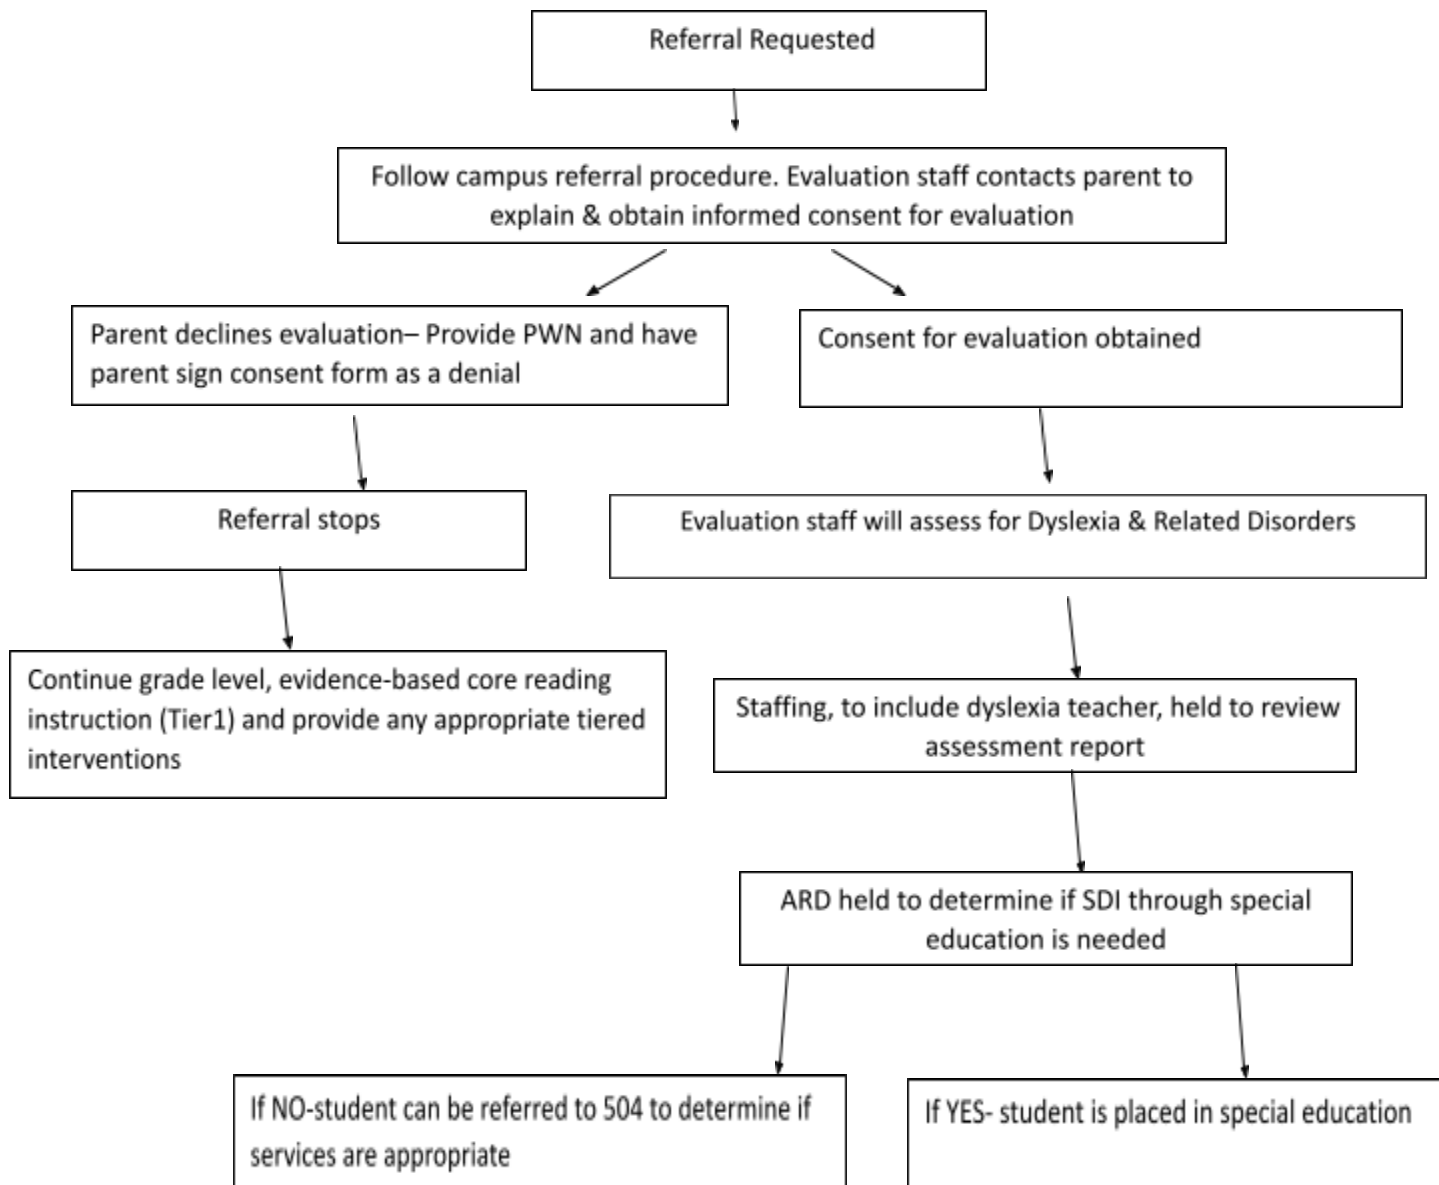 Referral Requested
Follow campus referral procedure. Evaluation staff contacts parent to
explain & obtain informed consent for evaluation
Parent declines evaluation– Provide PWN and have
parent sign consent form as a denial
Consent for evaluation obtained
Referral stops
Evaluation staff will assess for Dyslexia & Related Disorders
Continue grade level, evidence-based core reading
instruction (Tier1) and provide any appropriate tiered
interventions
Staffing, to include dyslexia teacher, held to review
assessment report
ARD held to determine if SDI through special
education is needed
If NO-student can be referred to 504 to determine if
services are appropriate
If YES- student is placed in special education